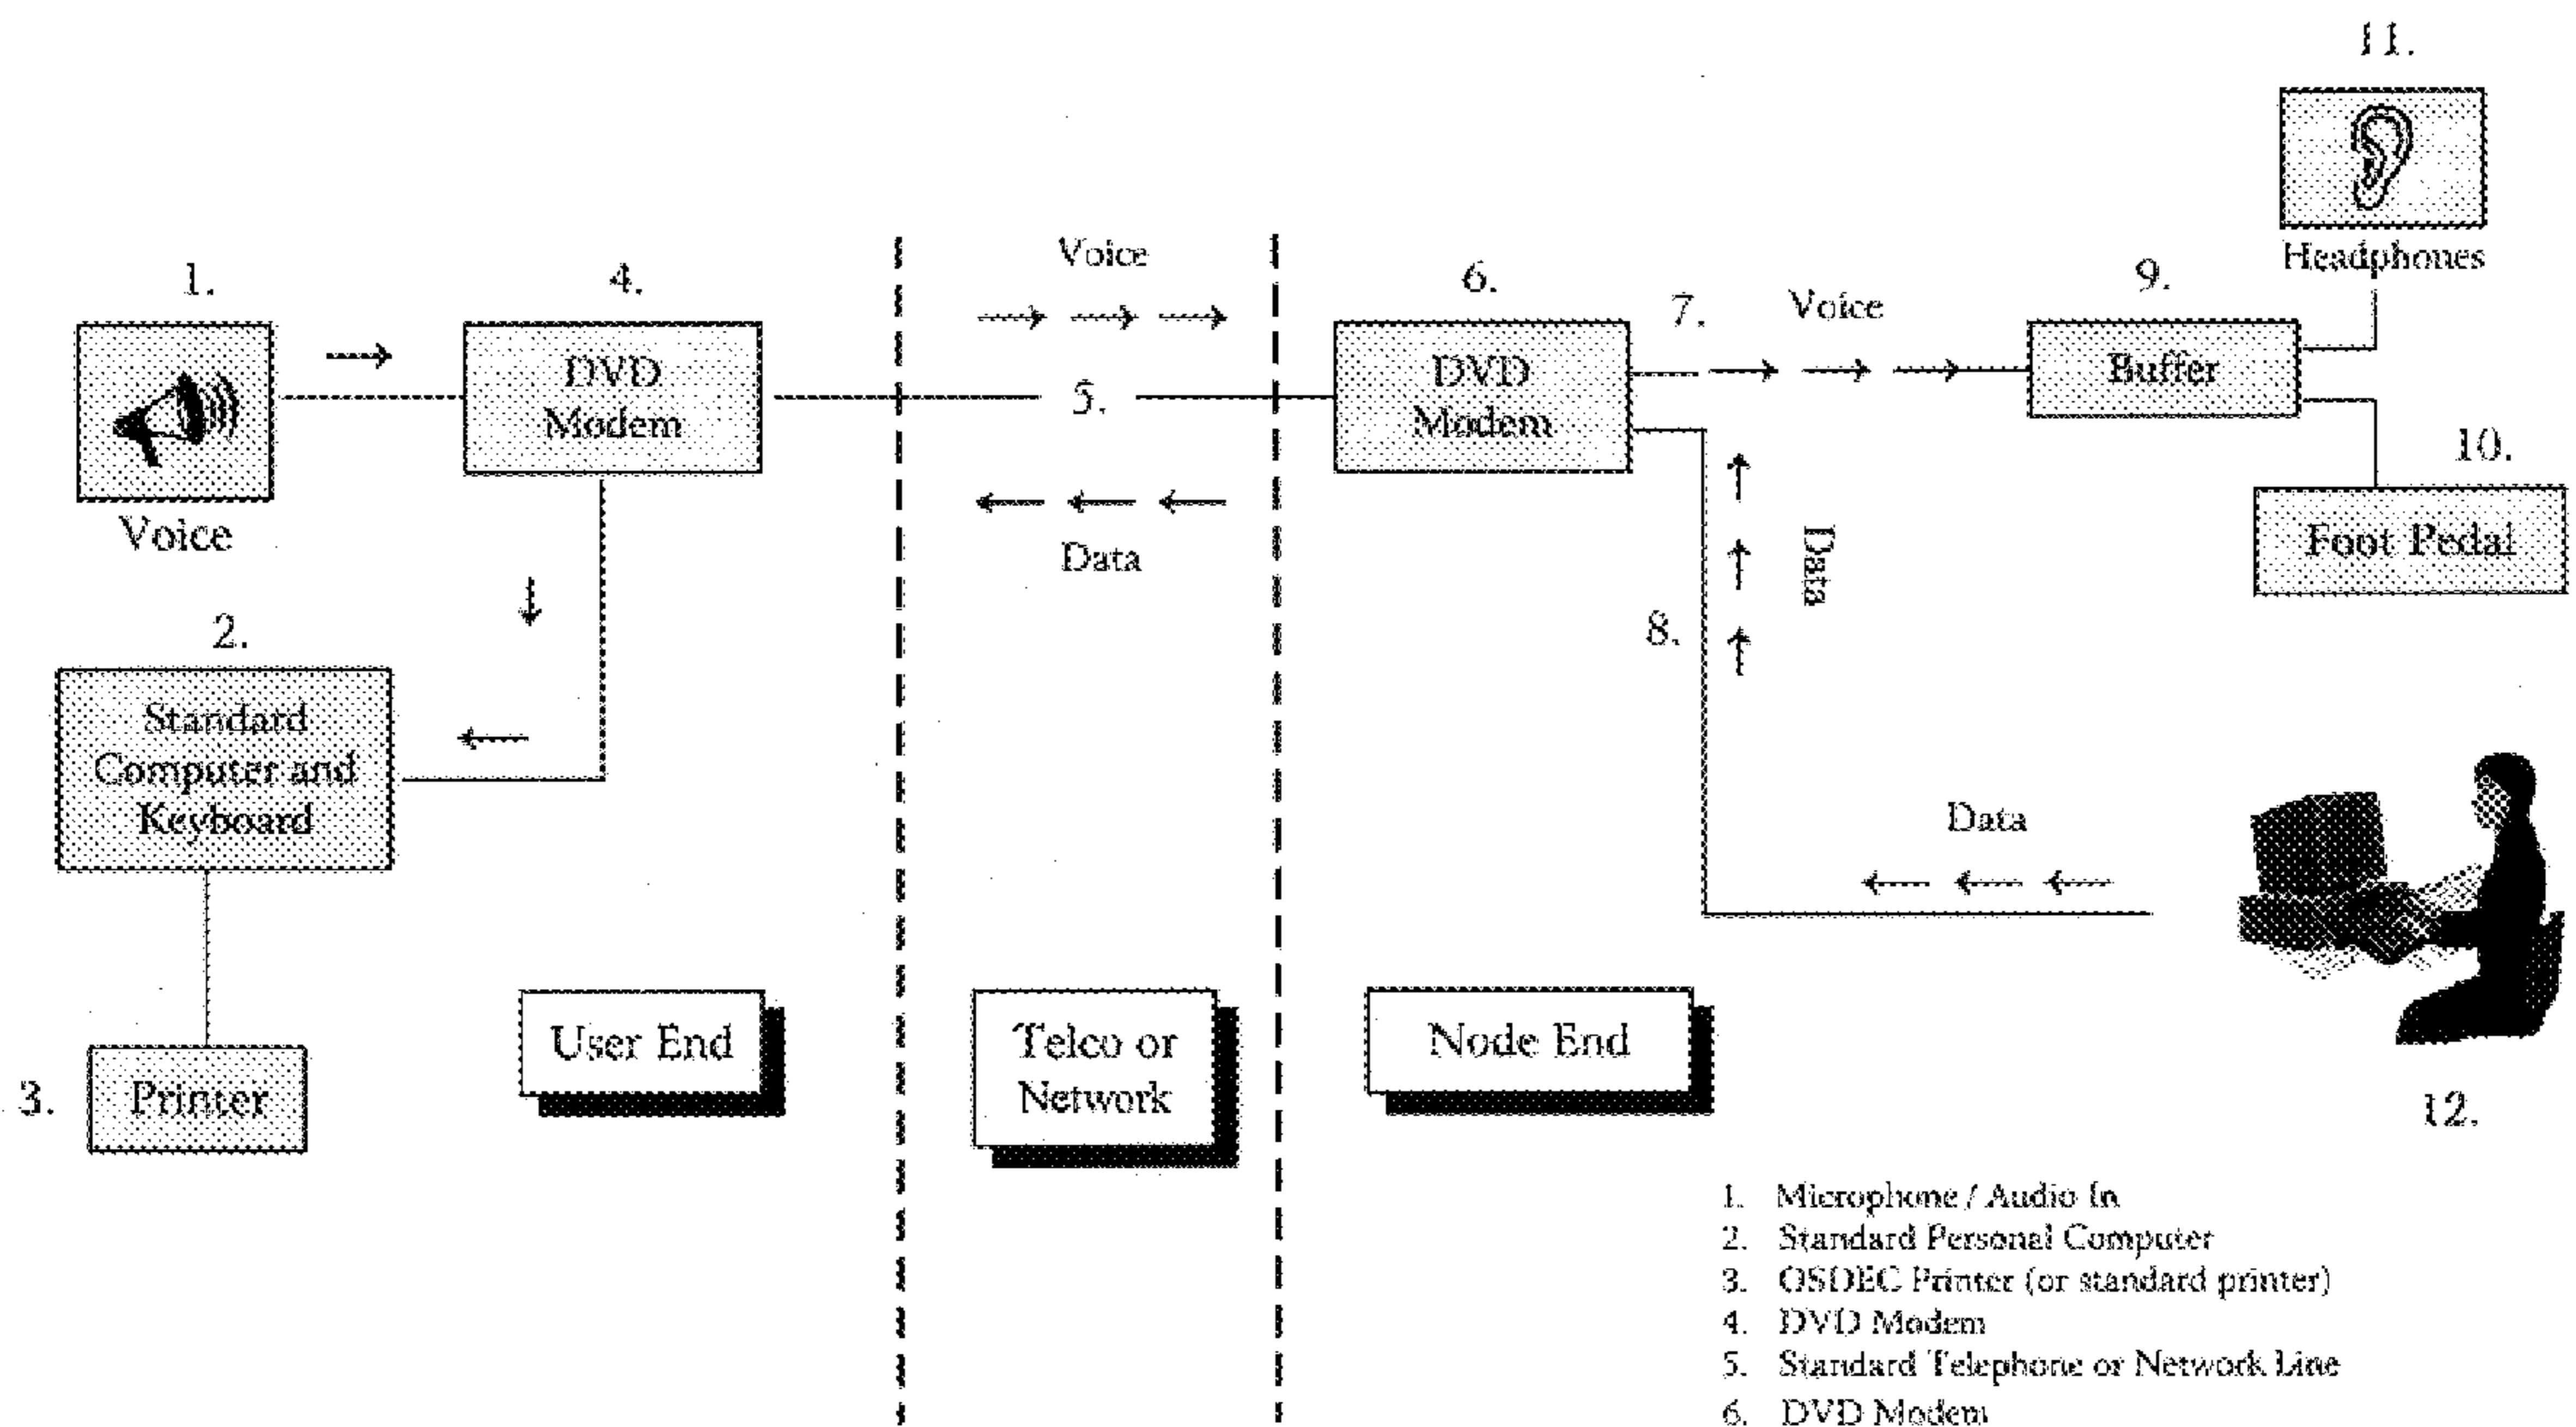 11.
Headphones
1.
Voice
4.
DVD
Modem
Voice
5.
Data
6.
DVD
Modem
7.
Voice
9.
Buffer
10.
Foot Pedal
Data
8.
2.
Standard
Computer and
Keyboard
Data
3.
Printer
User End
Telco or
Network
Node End
12.
1. Microphone / Audio In
2. Standard Personal Computer
3. OSDEC Printer (or standard printer)
4. DVD Modem
5. Standard Telephone or Network Line
6. DVD Modem